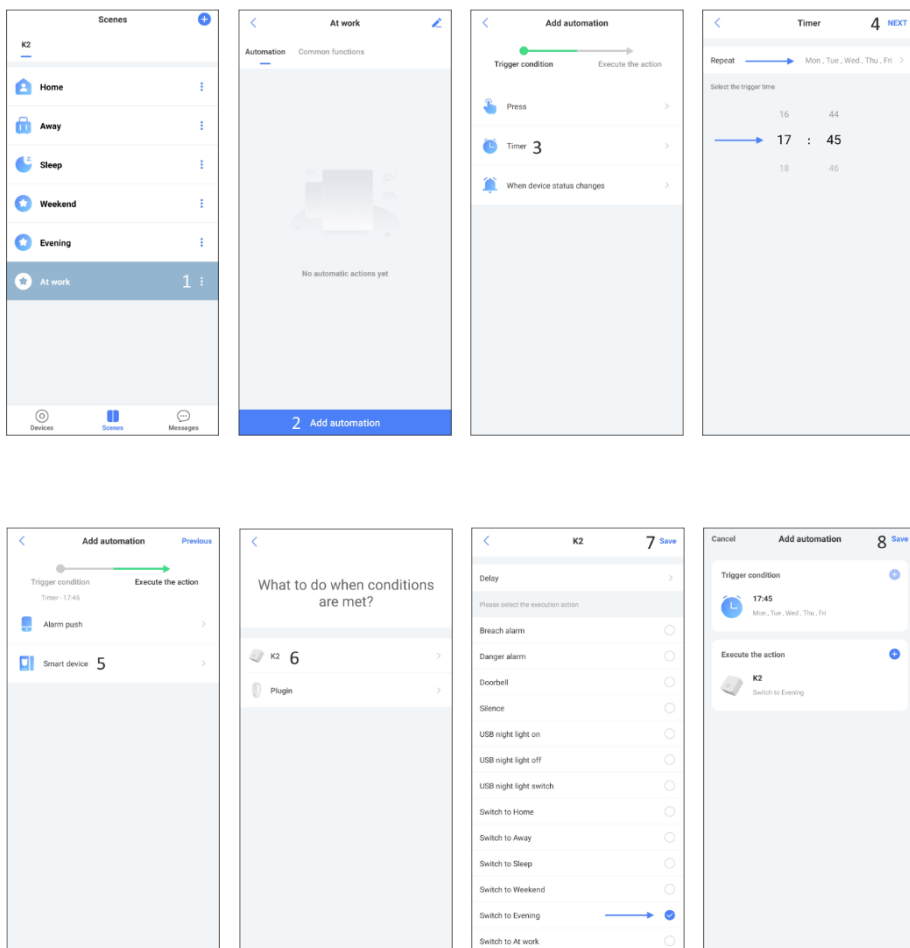 Scenes
K2
Home
Away
Sleep
Weekend
Evening
At work 1
Devices Scenes Messages
At work
Automation Common functions
No automatic actions yet
2 Add automation
Add automation
Trigger condition Execute the action
Press
Timer 3
When device status changes
Timer 4 NEXT
Repeat Mon , Tue , Wed , Thu , Fri
Select the trigger time
16 44
17 : 45
18 46
Add automation Previous
Trigger condition Execute the action
Timer - 17:45
Alarm push
Smart device 5
What to do when conditions
are met?
K2 6
Plugin
K2 7 Save
Delay
Please select the execution action
Breach alarm
Danger alarm
Doorbell
Silence
USB night light on
USB night light off
USB night light switch
Switch to Home
Switch to Away
Switch to Sleep
Switch to Weekend
Switch to Evening
Switch to At work
Cancel Add automation 8 Save
Trigger condition
17:45
Mon , Tue , Wed , Thu , Fri
Execute the action
K2
Switch to Evening